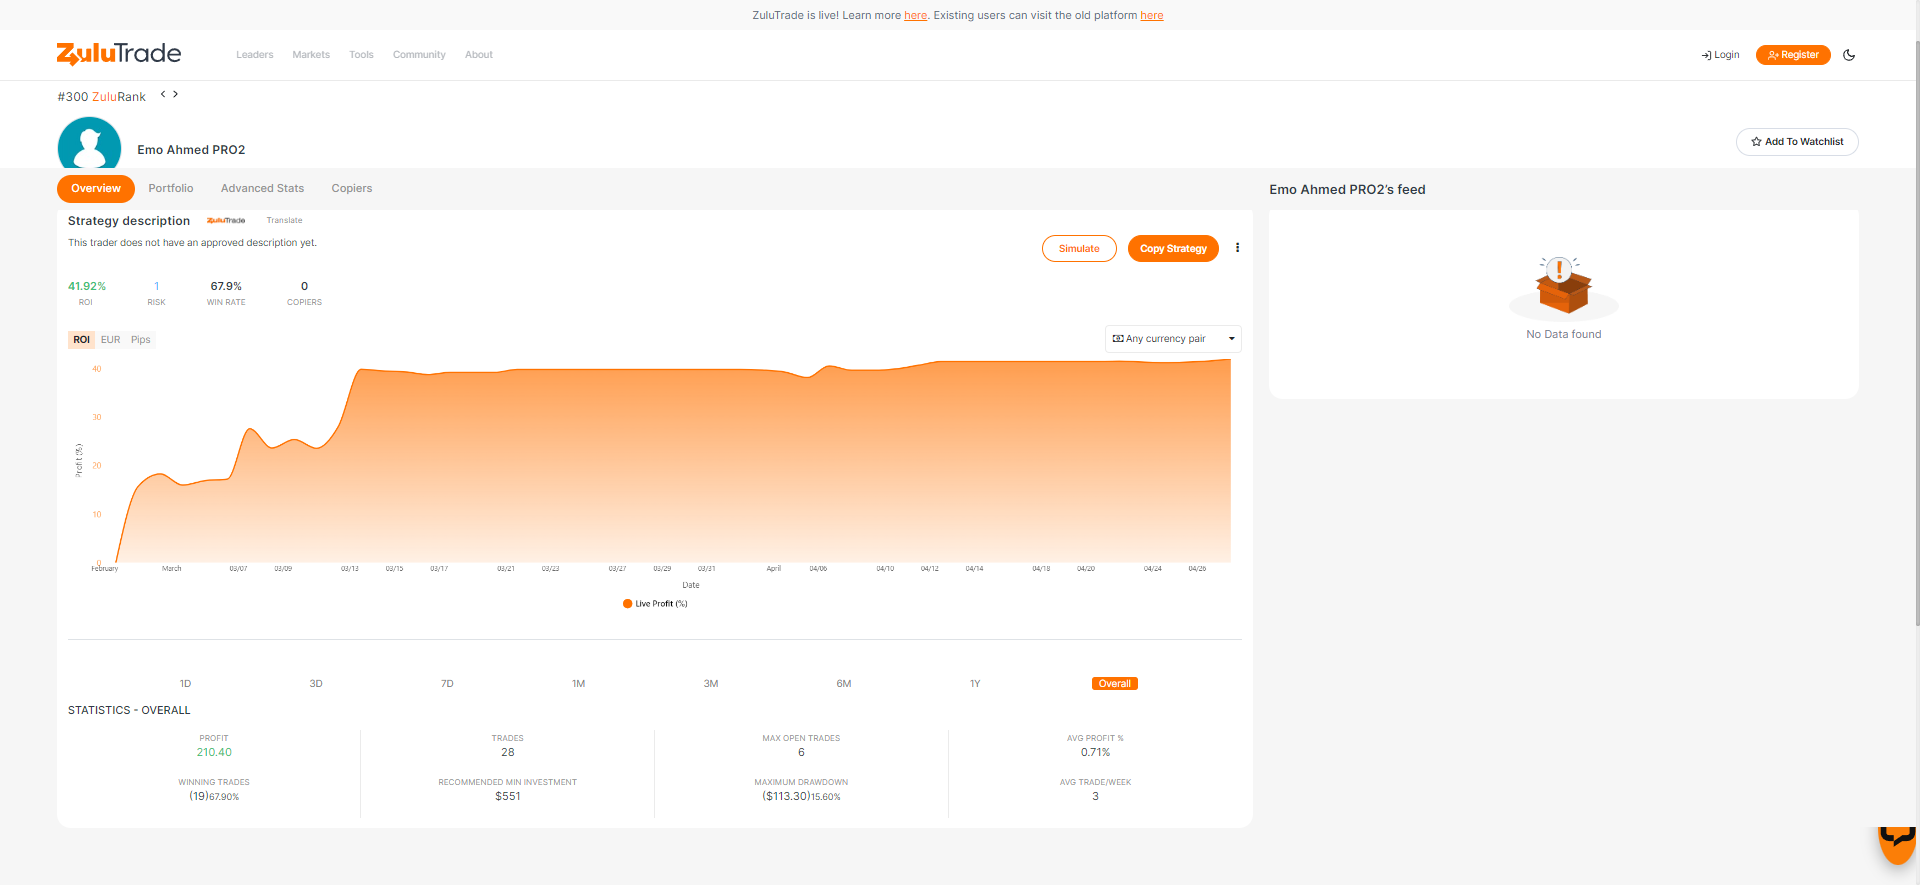 ZuluTrade is live! Learn more here. Existing users can visit the old platform here
ZuluTrade
Leaders Markets Tools Community About
Login
Register
#300 ZuluRank
Emo Ahmed PRO2
Add To Watchlist
Overview Portfolio Advanced Stats Copiers
Emo Ahmed PRO2's feed
Strategy description ZuluTrade Translate
This trader does not have an approved description yet.
Simulate
Copy Strategy
41.92% 1 67.9% 0
ROI RISK WIN RATE COPIERS
No Data found
ROI EUR Pips
Any currency pair
40
30
20
10
0
Profit (%)
February March 03/07 03/09 03/13 03/15 03/17 03/21 03/23 03/27 03/29 03/31 April 04/06 04/10 04/12 04/14 04/18 04/20 04/24 04/26
Date
Live Profit (%)
1D 3D 7D 1M 3M 6M 1Y Overall
STATISTICS - OVERALL
PROFIT TRADES MAX OPEN TRADES AVG PROFIT %
210.40 28 6 0.71%
WINNING TRADES RECOMMENDED MIN INVESTMENT MAXIMUM DRAWDOWN AVG TRADE/WEEK
(19)67.90% $551 ($113.30)15.60% 3